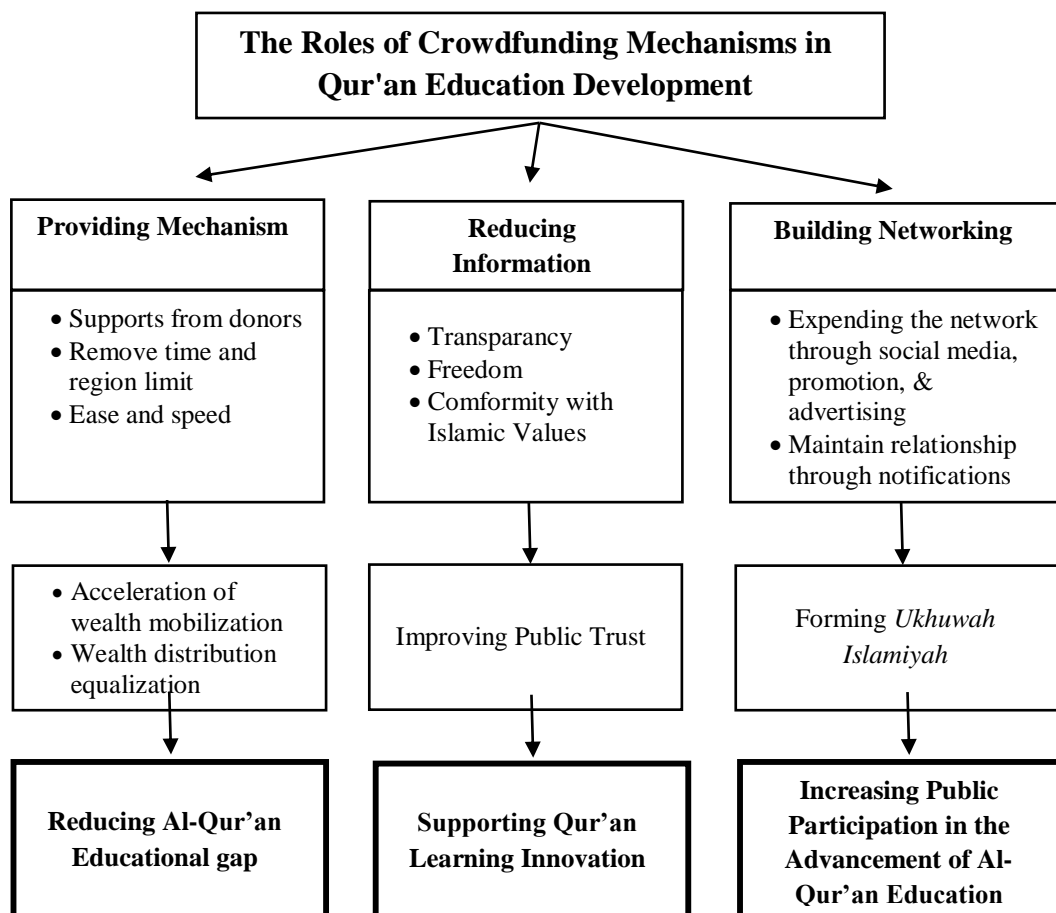 The Roles of Crowdfunding Mechanisms in
Qur'an Education Development
Providing Mechanism
• Supports from donors
• Remove time and
region limit
• Ease and speed
• Acceleration of
wealth mobilization
• Wealth distribution
equalization
Reducing Al-Qur’an
Educational gap
Reducing
Information
• Transparancy
• Freedom
• Comformity with
Islamic Values
Improving Public Trust
Supporting Qur’an
Learning Innovation
Building Networking
• Expending the network
through social media,
promotion, &
advertising
• Maintain relationship
through notifications
Forming Ukhuwah
Islamiyah
Increasing Public
Participation in the
Advancement of Al-
Qur’an Education